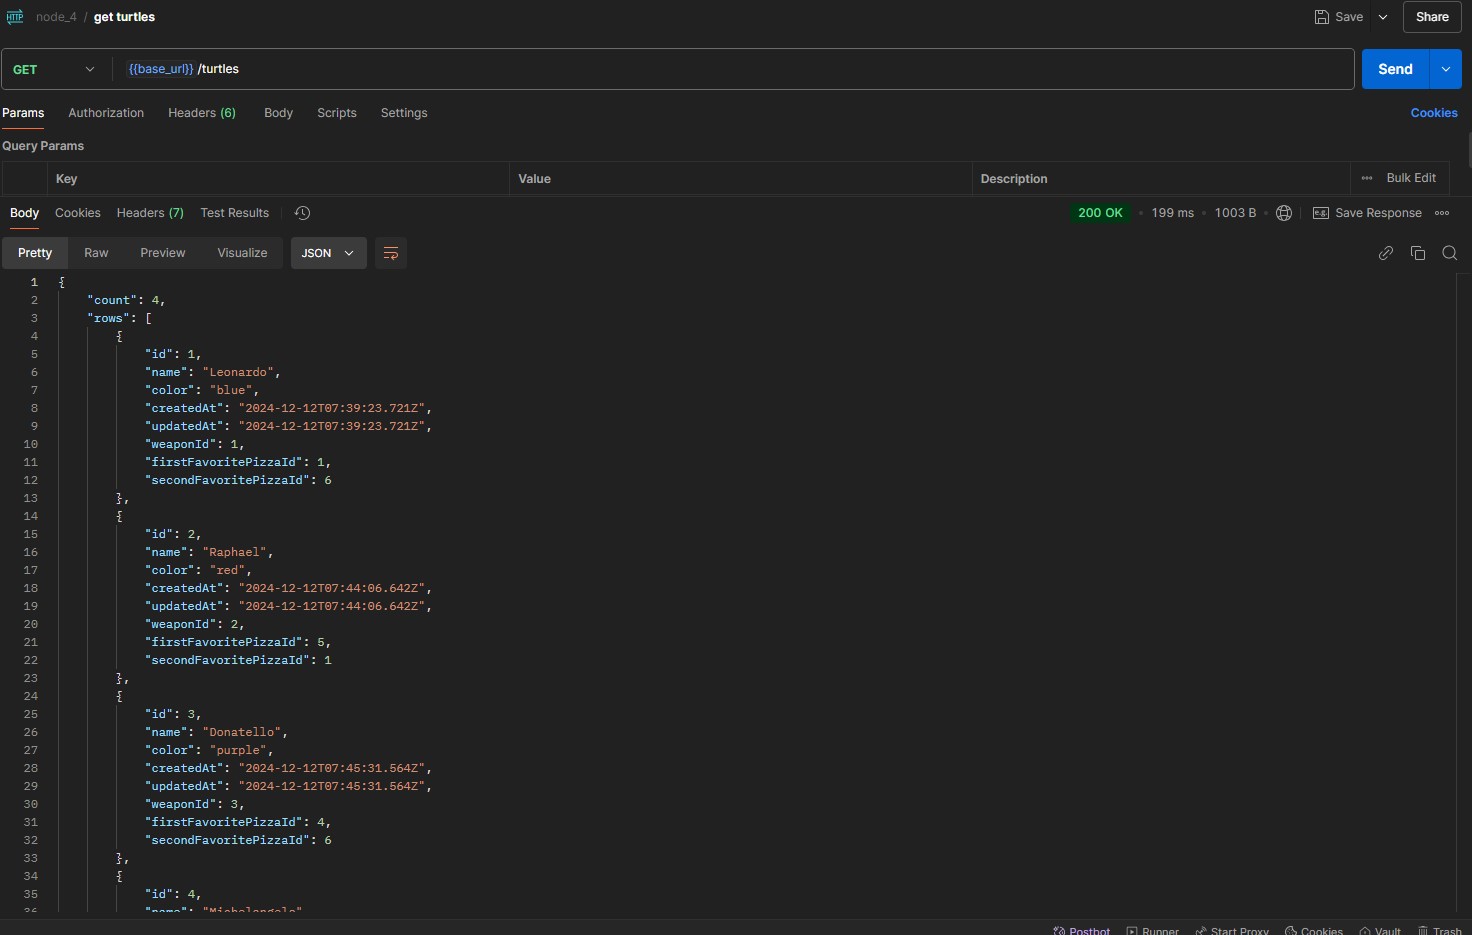 HTTP node_4 / get turtles Save Share
GET {{base_url}} /turtles Send
Params Authorization Headers (6) Body Scripts Settings Cookies
Query Params
Key Value Description ••• Bulk Edit
Body Cookies Headers (7) Test Results 200 OK • 199 ms • 1003 B • e.g. Save Response
Pretty Raw Preview Visualize JSON
1 {
2 "count": 4,
3 "rows": [
4 {
5 "id": 1,
6 "name": "Leonardo",
7 "color": "blue",
8 "createdAt": "2024-12-12T07:39:23.721Z",
9 "updatedAt": "2024-12-12T07:39:23.721Z",
10 "weaponId": 1,
11 "firstFavoritePizzaId": 1,
12 "secondFavoritePizzaId": 6
13 },
14 {
15 "id": 2,
16 "name": "Raphael",
17 "color": "red",
18 "createdAt": "2024-12-12T07:44:06.642Z",
19 "updatedAt": "2024-12-12T07:44:06.642Z",
20 "weaponId": 2,
21 "firstFavoritePizzaId": 5,
22 "secondFavoritePizzaId": 1
23 },
24 {
25 "id": 3,
26 "name": "Donatello",
27 "color": "purple",
28 "createdAt": "2024-12-12T07:45:31.564Z",
29 "updatedAt": "2024-12-12T07:45:31.564Z",
30 "weaponId": 3,
31 "firstFavoritePizzaId": 4,
32 "secondFavoritePizzaId": 6
33 },
34 {
35 "id": 4,
36 "name": "Michelangelo"
Postbot Runner Start Proxy Cookies Vault Trash